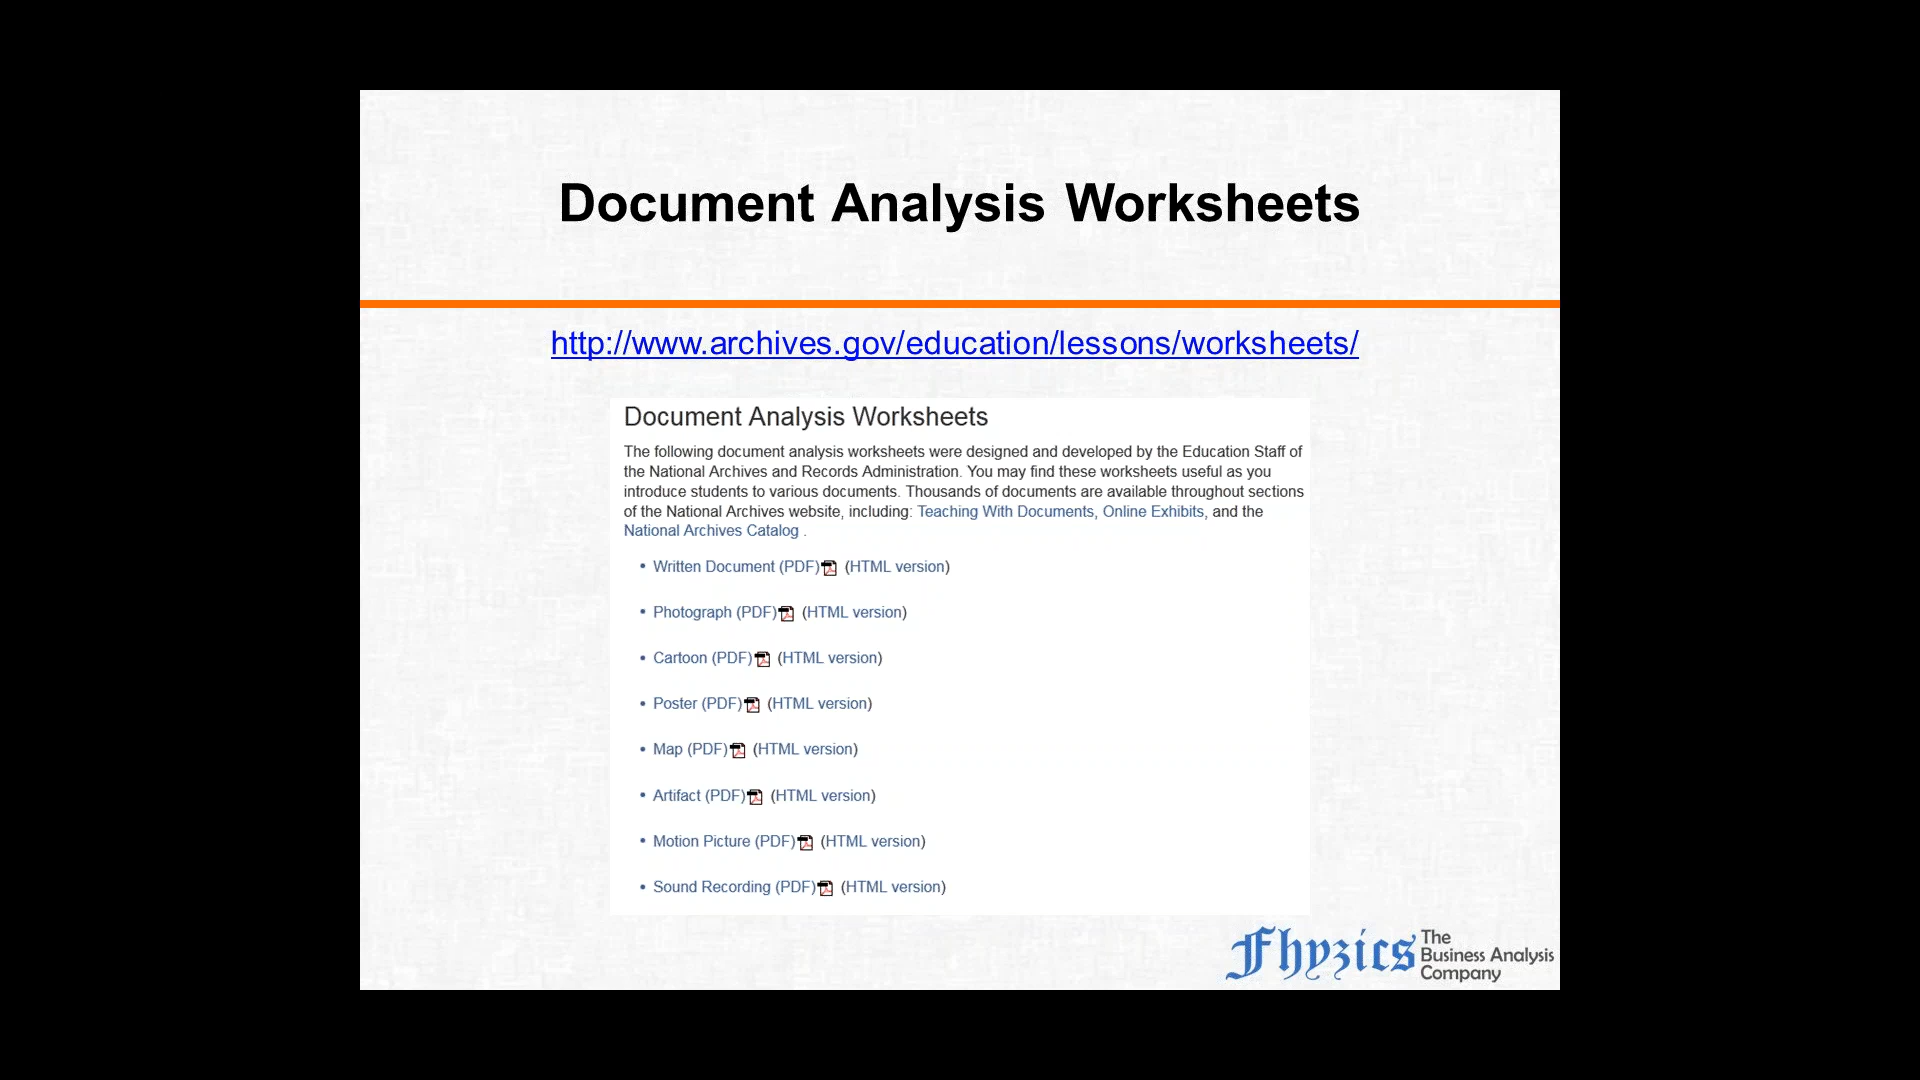 Document Analysis Worksheets
http://www.archives.gov/education/lessons/worksheets/
Document Analysis Worksheets
The following document analysis worksheets were designed and developed by the Education Staff of
the National Archives and Records Administration. You may find these worksheets useful as you
introduce students to various documents. Thousands of documents are available throughout sections
of the National Archives website, including: Teaching With Documents, Online Exhibits, and the
National Archives Catalog .
• Written Document (PDF) (HTML version)
• Photograph (PDF) (HTML version)
• Cartoon (PDF) (HTML version)
• Poster (PDF) (HTML version)
• Map (PDF) (HTML version)
• Artifact (PDF) (HTML version)
• Motion Picture (PDF) (HTML version)
• Sound Recording (PDF) (HTML version)
Fhyzics The
Business Analysis
Company